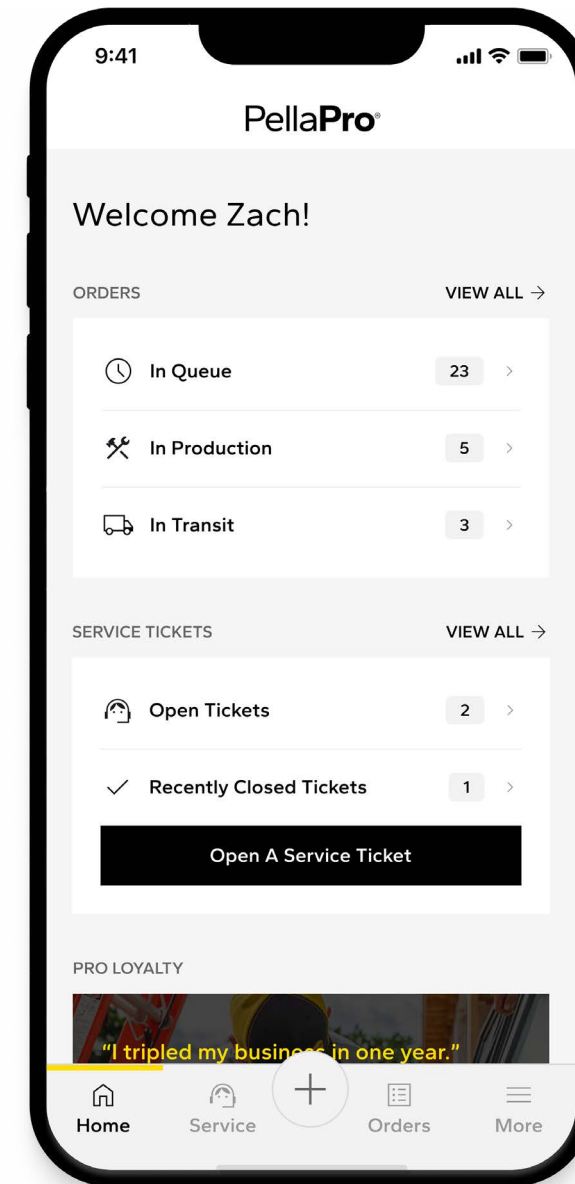 9:41
PellaPro®
Welcome Zach!
ORDERS VIEW ALL →
In Queue 23
In Production 5
In Transit 3
SERVICE TICKETS VIEW ALL →
Open Tickets 2
Recently Closed Tickets 1
Open A Service Ticket
PRO LOYALTY
“I tripled my business in one year.”
Home Service Orders More